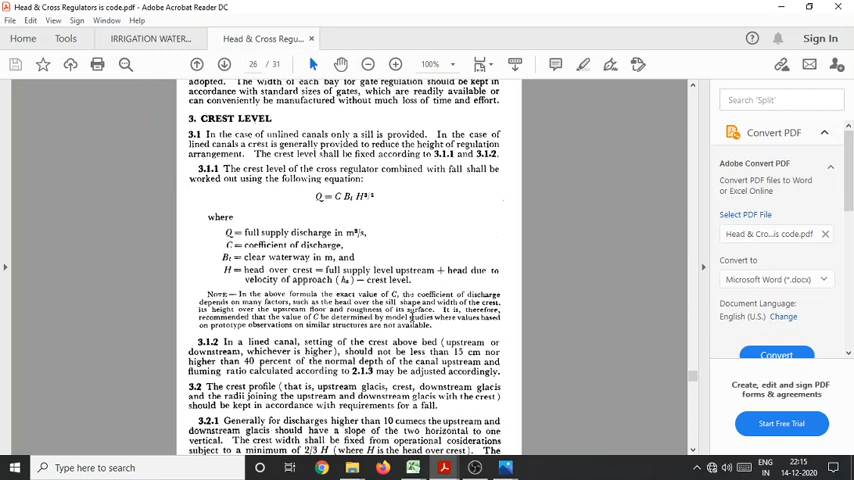 Head & Cross Regulators is code.pdf - Adobe Acrobat Reader DC
File Edit View Sign Window Help
Home Tools IRRIGATION WATER... Head & Cross Regu... × Sign In
26 / 31 100%
adopted. The width of each bay for gate regulation should be kept in
accordance with standard sizes of gates, which are readily available or
can conveniently be manufactured without much loss of time and effort.
3. CREST LEVEL
3.1 In the case of unlined canals only a sill is provided. In the case of
lined canals a crest is generally provided to reduce the height of regulation
arrangement. The crest level shall be fixed according to 3.1.1 and 3.1.2.
3.1.1 The crest level of the cross regulator combined with fall shall be
worked out using the following equation:
Q = C Bt H³/²
where
Q = full supply discharge in m³/s,
C = coefficient of discharge,
Bt = clear waterway in m, and
H = head over crest = full supply level upstream + head due to
velocity of approach (ha) — crest level.
NOTE — In the above formula the exact value of C, the coefficient of discharge
depends on many factors, such as the head over the sill shape and width of the crest,
its height over the upstream floor and roughness of its surface. It is, therefore,
recommended that the value of C be determined by model studies where values based
on prototype observations on similar structures are not available.
3.1.2 In a lined canal, setting of the crest above bed (upstream or
downstream, whichever is higher), should not be less than 15 cm nor
higher than 40 percent of the normal depth of the canal upstream and
fluming ratio calculated according to 2.1.3 may be adjusted accordingly.
3.2 The crest profile (that is, upstream glacis, crest, downstream glacis
and the radii joining the upstream and downstream glacis with the crest)
should be kept in accordance with requirements for a fall.
3.2.1 Generally for discharges higher than 10 cumecs the upstream and
downstream glacis should have a slope of the two horizontal to one
vertical. The crest width shall be fixed from operational cosiderations
subject to a minimum of 2/3 H (where H is the head over crest). The
Search 'Split'
Convert PDF
Adobe Convert PDF
Convert PDF Files to Word
or Excel Online
Select PDF File
Head & Cro...is code.pdf ×
Convert to
Microsoft Word (*.docx)
Document Language:
English (U.S.) Change
Convert
Create, edit and sign PDF
forms & agreements
Start Free Trial
Type here to search
ENG
IN
22:15
14-12-2020